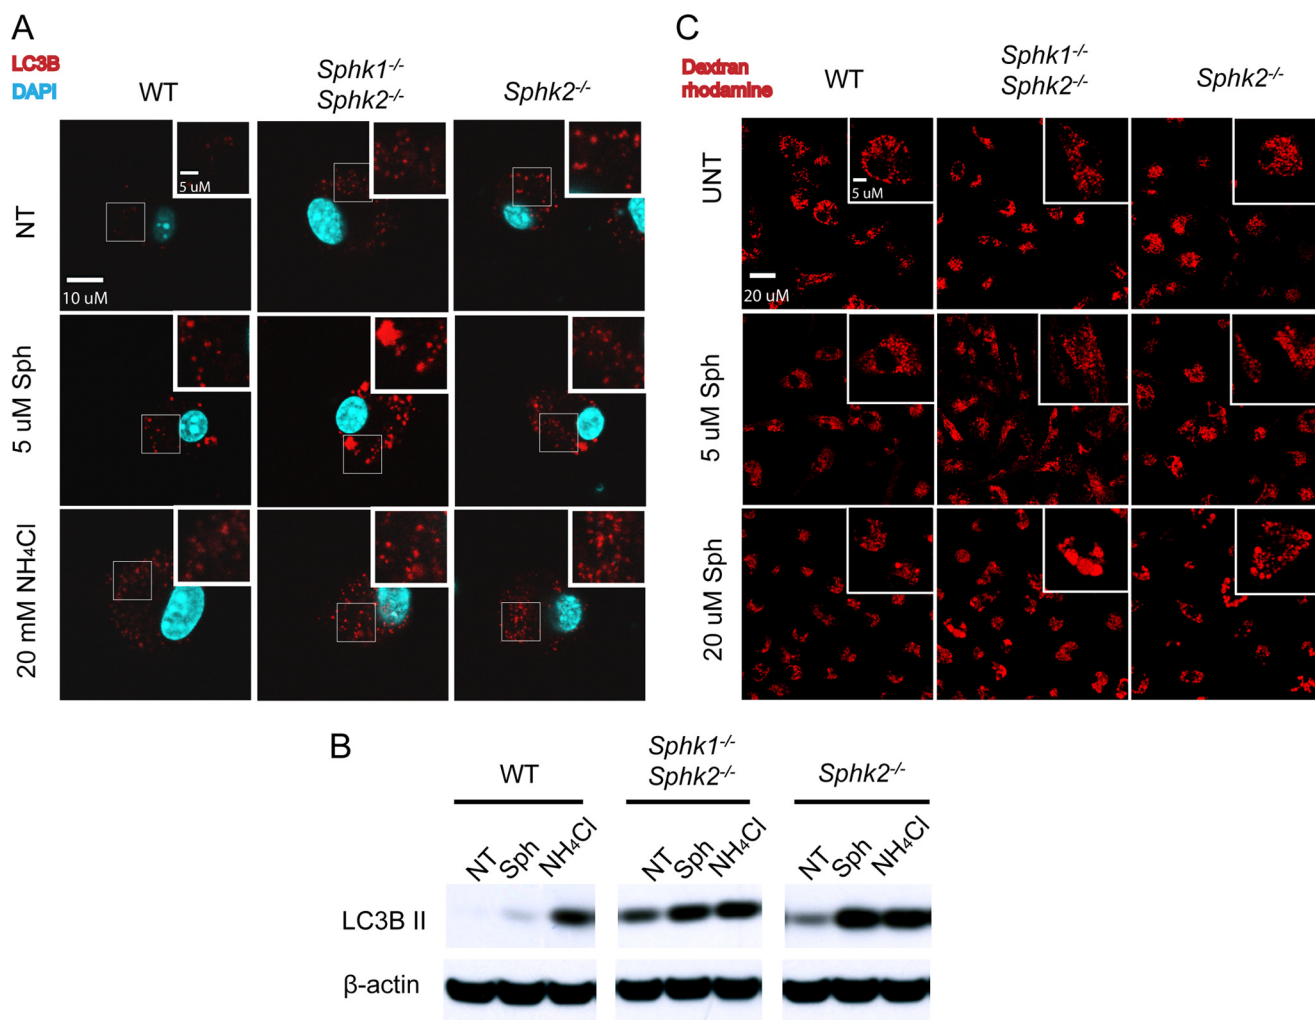 A
LC3B
DAPI
WT
Sphk1-/-
Sphk2-/-
Sphk2-/-
NT
5 uM
10 uM
5 uM Sph
20 mM NH₄Cl
C
Dextran
rhodamine
WT
Sphk1-/-
Sphk2-/-
Sphk2-/-
UNT
5 uM
20 uM
5 uM Sph
20 uM Sph
B
WT
Sphk1-/-
Sphk2-/-
Sphk2-/-
NT Sph NH₄Cl NT Sph NH₄Cl NT Sph NH₄Cl
LC3B II
β-actin